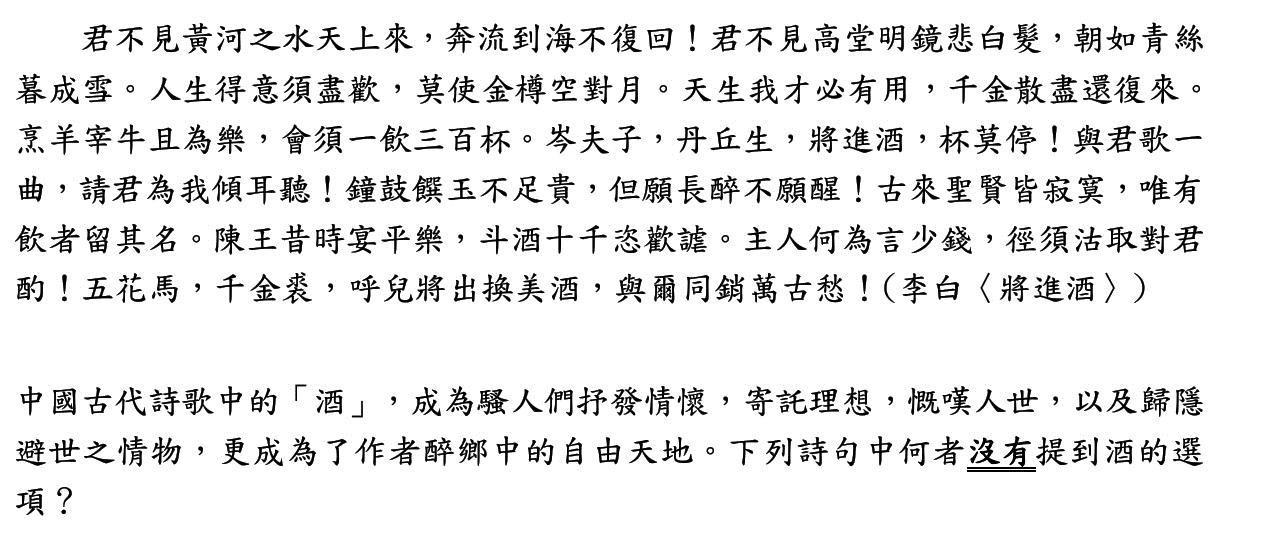 君不見黃河之水天上來，奔流到海不復回！君不見高堂明鏡悲白髮，朝如青絲
暮成雪。人生得意須盡歡，莫使金樽空對月。天生我才必有用，千金散盡還復來。
烹羊宰牛且為樂，會須一飲三百杯。岑夫子，丹丘生，將進酒，杯莫停！與君歌一
曲，請君為我傾耳聽！鐘鼓饌玉不足貴，但願長醉不願醒！古來聖賢皆寂寞，唯有
飲者留其名。陳王昔時宴平樂，斗酒十千恣歡謔。主人何為言少錢，徑須沽取對君
酌！五花馬，千金裘，呼兒將出換美酒，與爾同銷萬古愁！(李白〈將進酒〉)
中國古代詩歌中的「酒」，成為騷人們抒發情懷，寄託理想，慨嘆人世，以及歸隱
避世之情物，更成為了作者醉鄉中的自由天地。下列詩句中何者沒有提到酒的選
項？